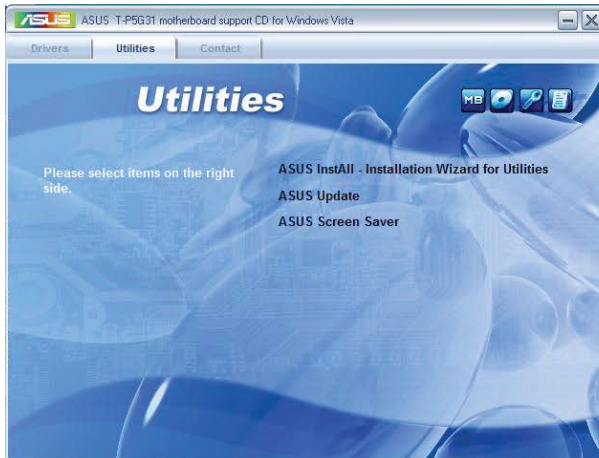 ASUS ASUS T-P5G31 motherboard support CD for Windows Vista
Drivers Utilities Contact
Utilities
MB
Please select items on the right
side.
ASUS InstAll - Installation Wizard for Utilities
ASUS Update
ASUS Screen Saver